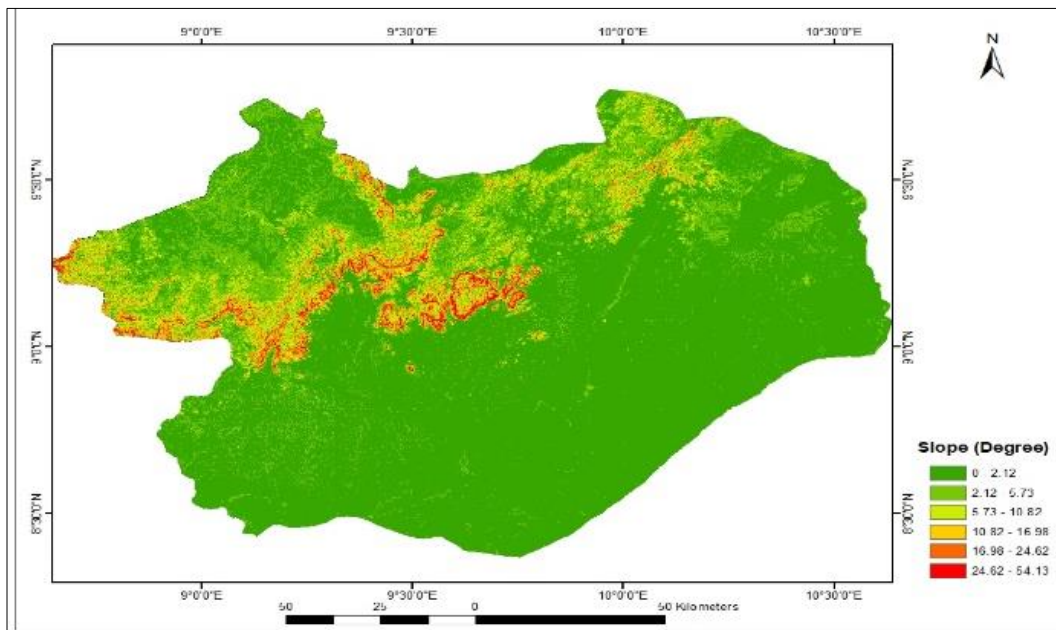 9°0'0"E 9°30'0"E 10°0'0"E 10°30'0"E
N
9°30'0"N 9°30'0"N
9°0'0"N 9°0'0"N
8°30'0"N 8°30'0"N
Slope (Degree)
0 2.12
2.12 - 5.73
5.73 - 10.82
10.82 - 16.98
16.98 - 24.62
24.62 - 54.13
9°0'0"E 9°30'0"E 10°0'0"E 10°30'0"E
50 25 0 50 Kilometers